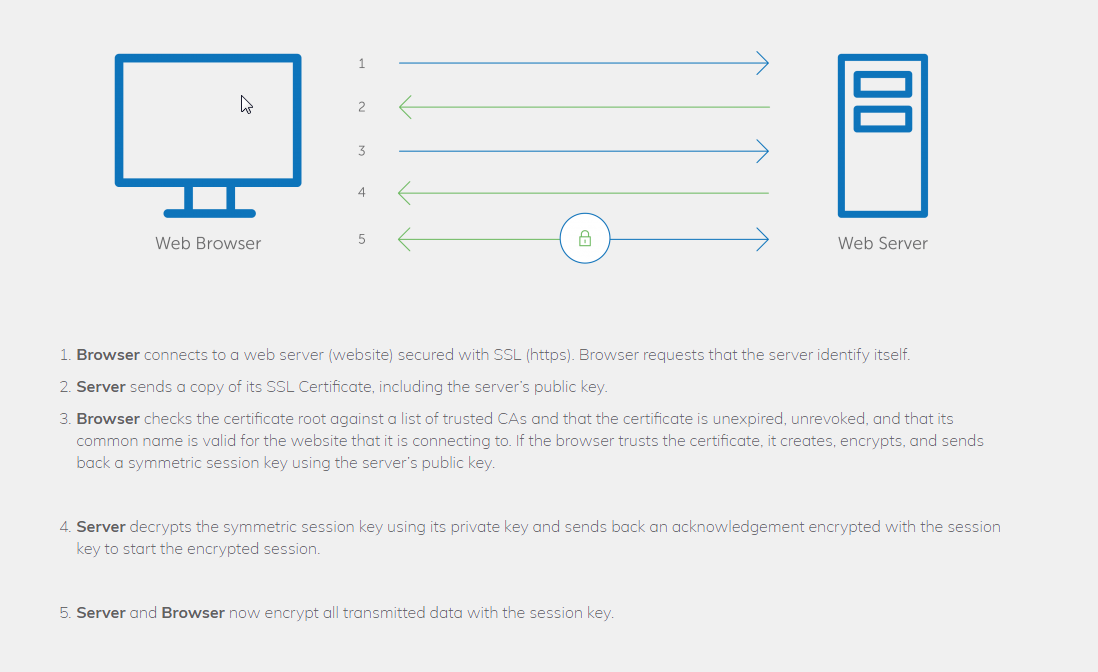 1
2
3
4
5
Web Browser
Web Server
1. Browser connects to a web server (website) secured with SSL (https). Browser requests that the server identify itself.
2. Server sends a copy of its SSL Certificate, including the server’s public key.
3. Browser checks the certificate root against a list of trusted CAs and that the certificate is unexpired, unrevoked, and that its
common name is valid for the website that it is connecting to. If the browser trusts the certificate, it creates, encrypts, and sends
back a symmetric session key using the server’s public key.
4. Server decrypts the symmetric session key using its private key and sends back an acknowledgement encrypted with the session
key to start the encrypted session.
5. Server and Browser now encrypt all transmitted data with the session key.